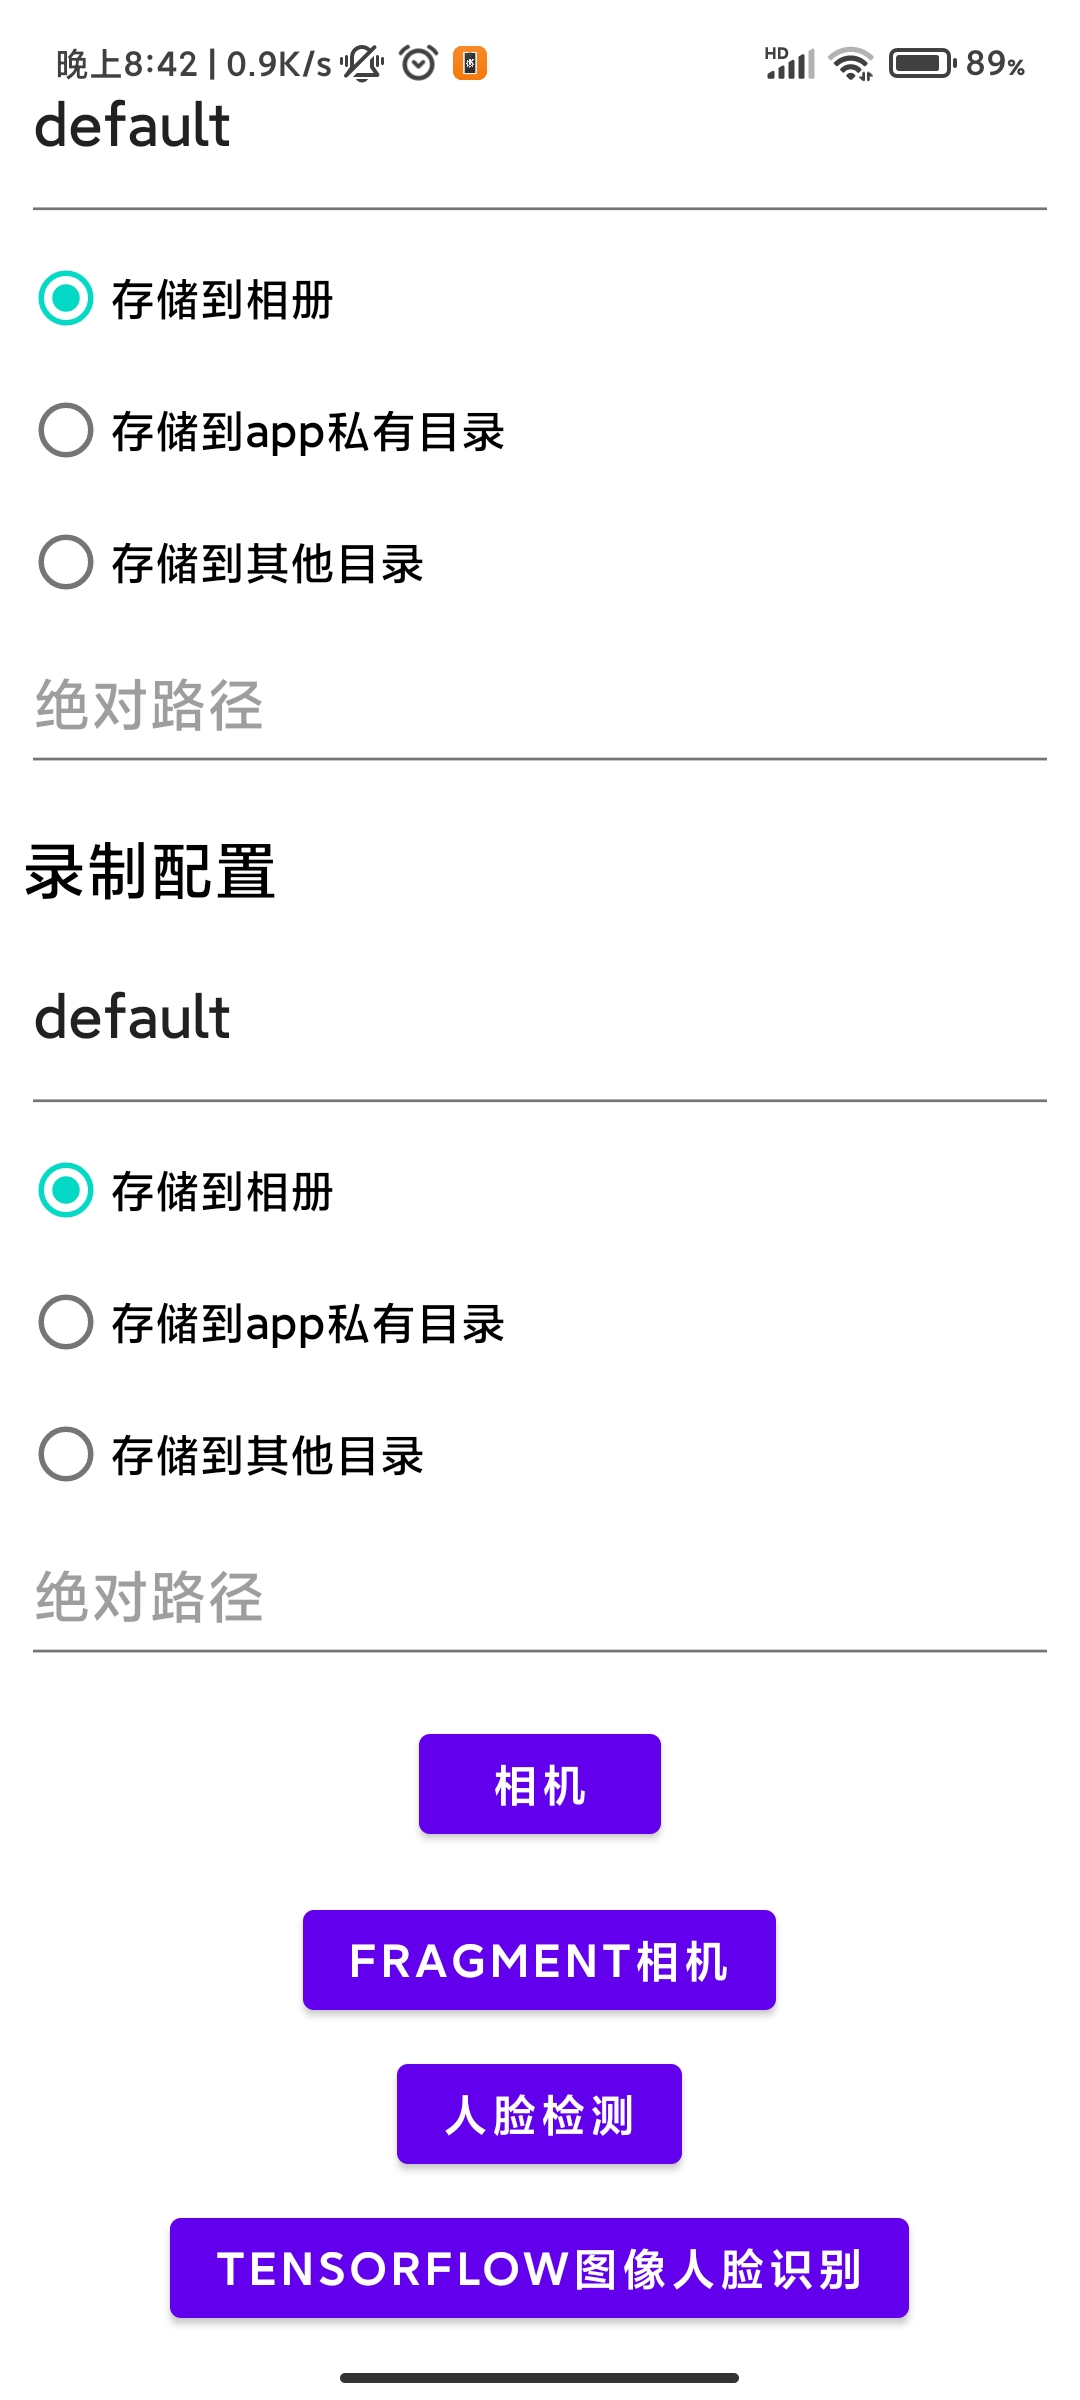 晚上8:42 | 0.9K/s HD 89%
default
存储到相册
存储到app私有目录
存储到其他目录
绝对路径
录制配置
default
存储到相册
存储到app私有目录
存储到其他目录
绝对路径
相机
FRAGMENT相机
人脸检测
TENSORFLOW图像人脸识别